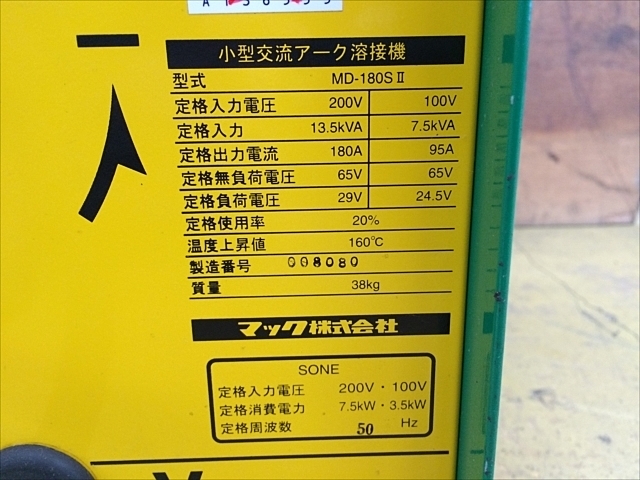 小型交流アーク溶接機
型式 MD-180SⅡ
定格入力電圧 200V 100V
定格入力 13.5kVA 7.5kVA
定格出力電流 180A 95A
定格無負荷電圧 65V 65V
定格負荷電圧 29V 24.5V
定格使用率 20%
温度上昇値 160℃
製造番号 008080
質量 38kg
マック株式会社
SONE
定格入力電圧 200V・100V
定格消費電力 7.5kW・3.5kW
定格周波数 50 Hz